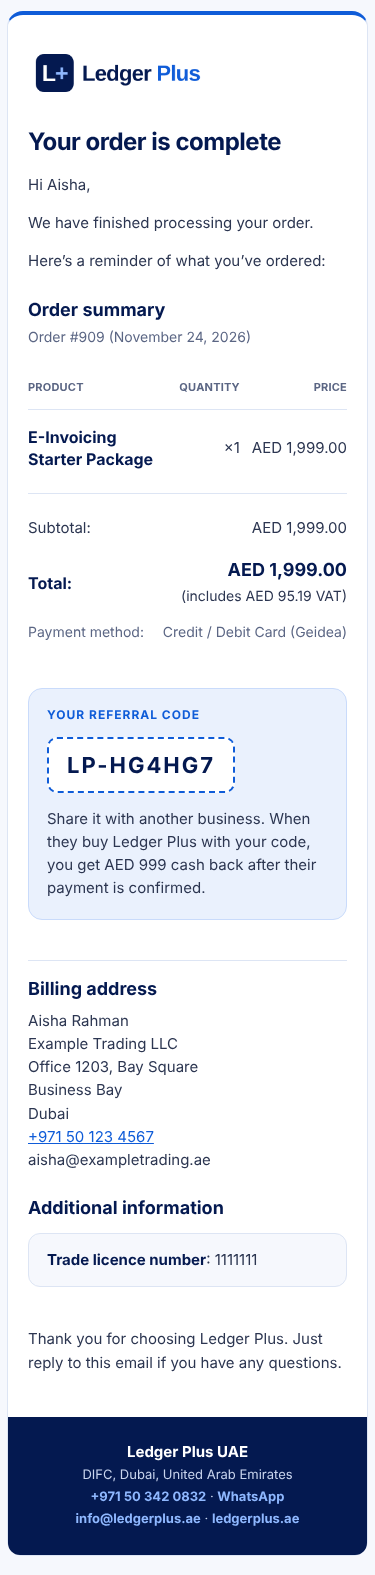 L+ Ledger Plus
Your order is complete
Hi Aisha,
We have finished processing your order.
Here’s a reminder of what you’ve ordered:
Order summary
Order #909 (November 24, 2026)
PRODUCT QUANTITY PRICE
E-Invoicing
Starter Package ×1 AED 1,999.00
Subtotal: AED 1,999.00
Total: AED 1,999.00
(includes AED 95.19 VAT)
Payment method: Credit / Debit Card (Geidea)
YOUR REFERRAL CODE
LP-HG4HG7
Share it with another business. When
they buy Ledger Plus with your code,
you get AED 999 cash back after their
payment is confirmed.
Billing address
Aisha Rahman
Example Trading LLC
Office 1203, Bay Square
Business Bay
Dubai
+971 50 123 4567
aisha@exampletrading.ae
Additional information
Trade licence number: 1111111
Thank you for choosing Ledger Plus. Just
reply to this email if you have any questions.
Ledger Plus UAE
DIFC, Dubai, United Arab Emirates
+971 50 342 0832 · WhatsApp
info@ledgerplus.ae · ledgerplus.ae